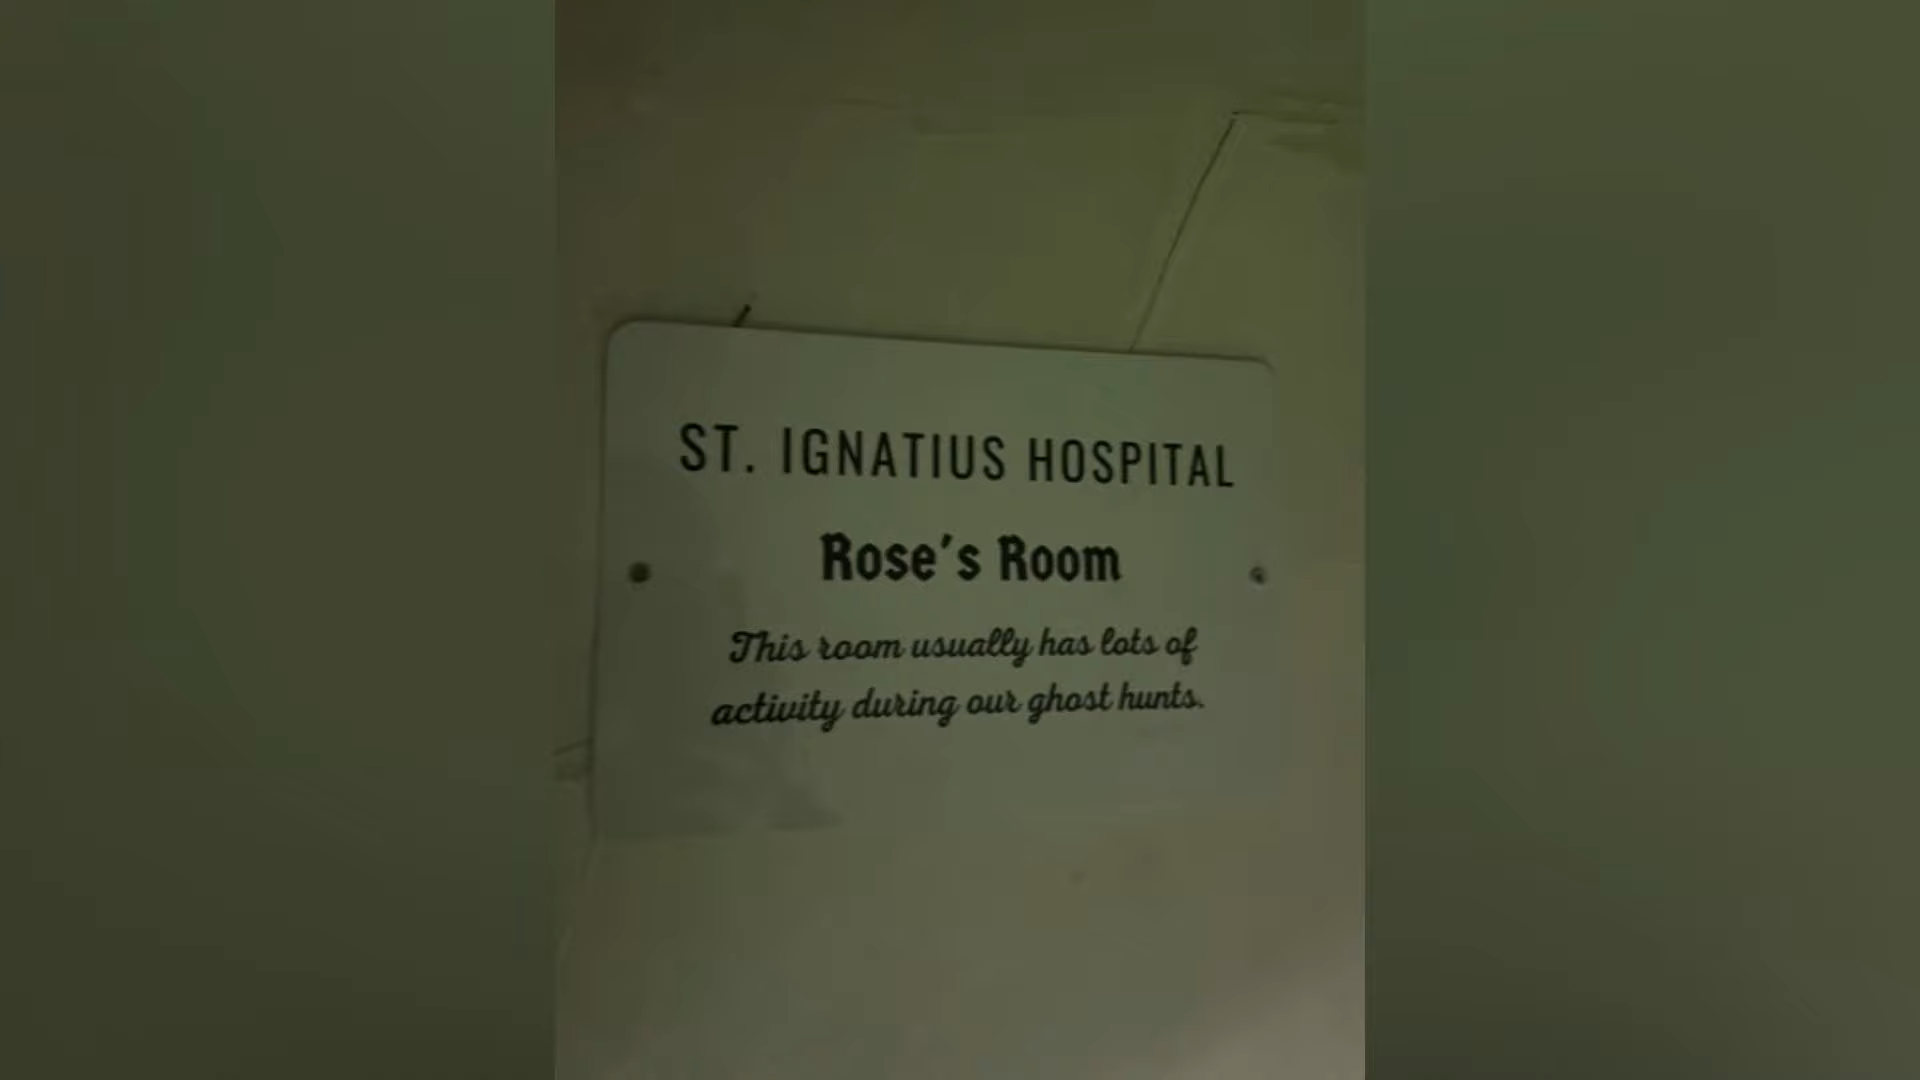 ST. IGNATIUS HOSPITAL
Rose's Room
This room usually has lots of
activity during our ghost hunts.